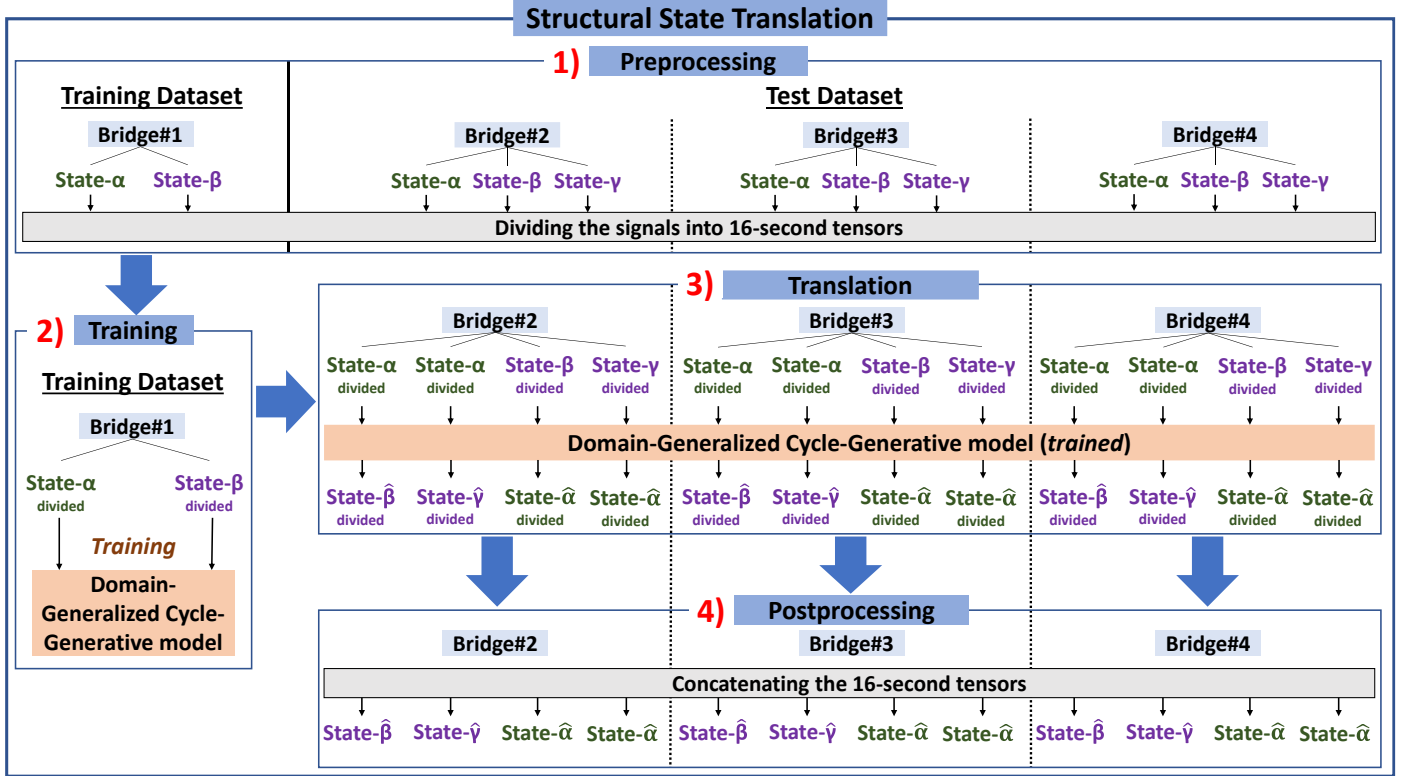 Structural State Translation
1) Preprocessing
Training Dataset
Test Dataset
Bridge#1
Bridge#2
Bridge#3
Bridge#4
State-α State-β
State-α State-β State-γ
State-α State-β State-γ
State-α State-β State-γ
Dividing the signals into 16-second tensors
2) Training
Training Dataset
Bridge#1
State-α State-β
divided divided
Training
Domain-
Generalized Cycle-
Generative model
3) Translation
Bridge#2 Bridge#3 Bridge#4
State-α State-α State-β State-γ State-α State-α State-β State-γ State-α State-α State-β State-γ
divided divided divided divided divided divided divided divided divided divided divided divided
Domain-Generalized Cycle-Generative model (trained)
State-β̂ State-γ̂ State-α̂ State-α̂ State-β̂ State-γ̂ State-α̂ State-α̂ State-β̂ State-γ̂ State-α̂ State-α̂
divided divided divided divided divided divided divided divided divided divided divided divided
4) Postprocessing
Bridge#2 Bridge#3 Bridge#4
Concatenating the 16-second tensors
State-β̂ State-γ̂ State-α̂ State-α̂ State-β̂ State-γ̂ State-α̂ State-α̂ State-β̂ State-γ̂ State-α̂ State-α̂